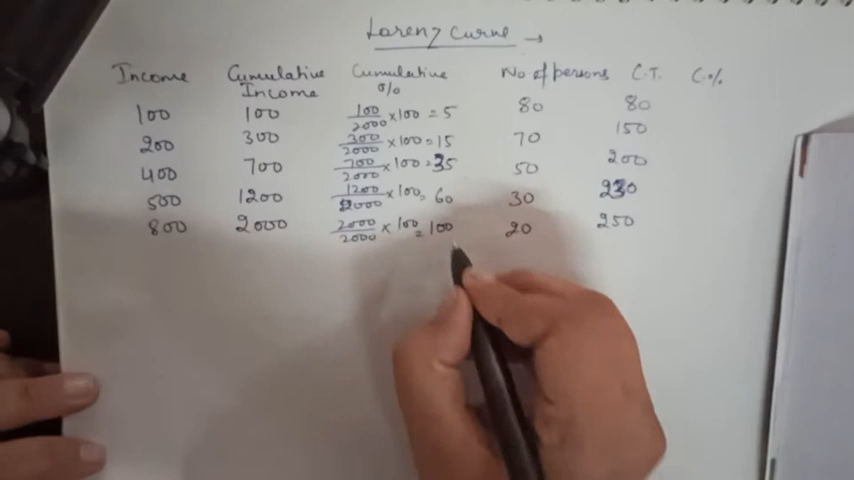 Lorenz Curve →
Income Cumulative Income Cumulative % No of persons C.T. C.%
100 100 100/2000 × 100 = 5 80 80
200 300 300/2000 × 100 = 15 70 150
400 700 700/2000 × 100 = 35 50 200
500 1200 1200/2000 × 100 = 60 30 230
800 2000 2000/2000 × 100 = 100 20 250